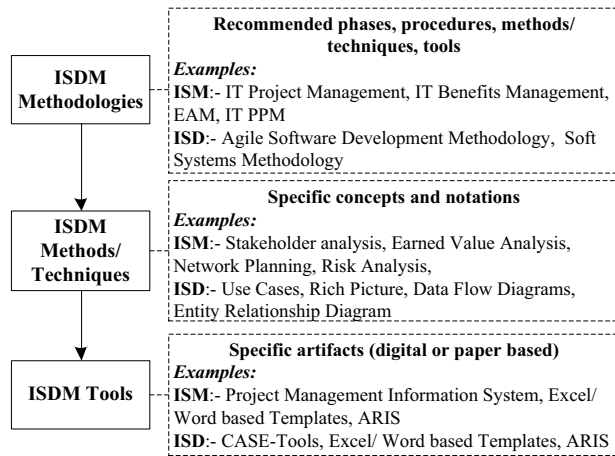 ISDM
Methodologies
Recommended phases, procedures, methods/
techniques, tools
Examples:
ISM:- IT Project Management, IT Benefits Management,
EAM, IT PPM
ISD:- Agile Software Development Methodology, Soft
Systems Methodology
ISDM
Methods/
Techniques
Specific concepts and notations
Examples:
ISM:- Stakeholder analysis, Earned Value Analysis,
Network Planning, Risk Analysis,
ISD:- Use Cases, Rich Picture, Data Flow Diagrams,
Entity Relationship Diagram
ISDM Tools
Specific artifacts (digital or paper based)
Examples:
ISM:- Project Management Information System, Excel/
Word based Templates, ARIS
ISD:- CASE-Tools, Excel/ Word based Templates, ARIS